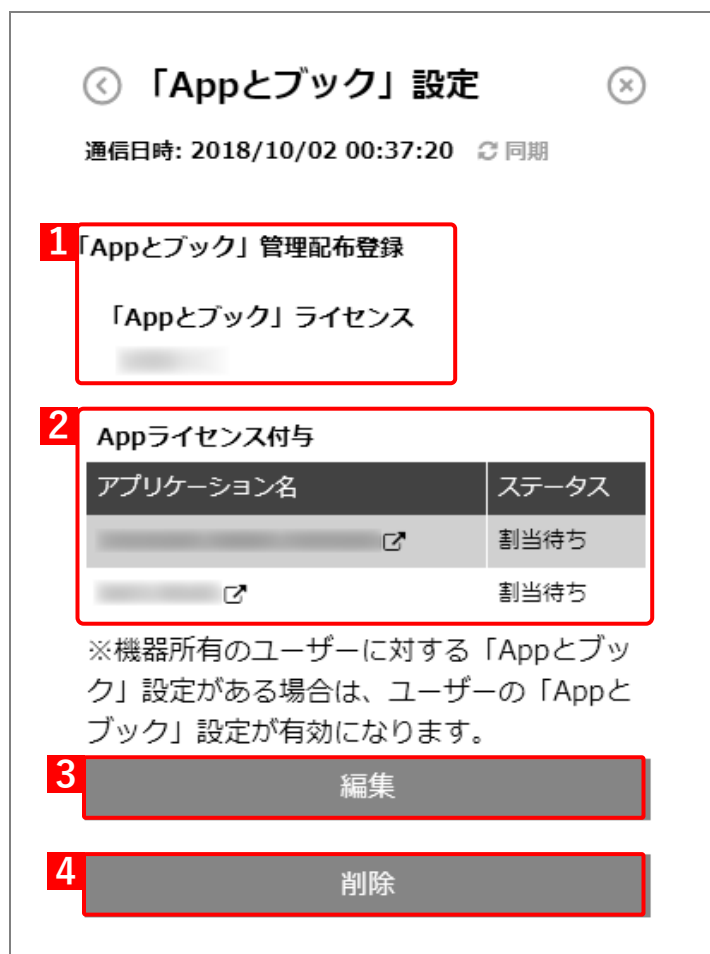 「Appとブック」設定
通信日時: 2018/10/02 00:37:20 同期
1
「Appとブック」管理配布登録
「Appとブック」ライセンス
2
Appライセンス付与
アプリケーション名 ステータス
割当待ち
割当待ち
※機器所有のユーザーに対する「Appとブッ
ク」設定がある場合は、ユーザーの「Appと
ブック」設定が有効になります。
3
編集
4
削除